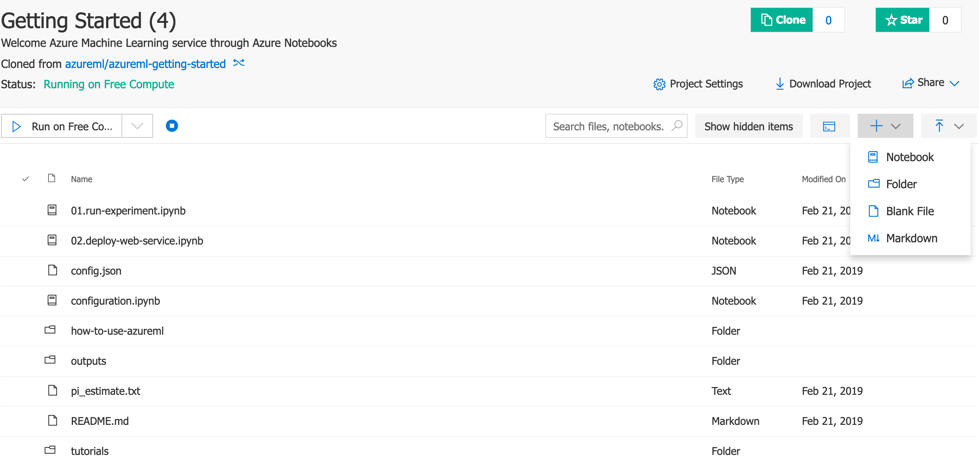 Getting Started (4)
Clone 0
Star 0
Welcome Azure Machine Learning service through Azure Notebooks
Cloned from azureml/azureml-getting-started
Status: Running on Free Compute
Project Settings
Download Project
Share
Run on Free Co...
Search files, notebooks.
Show hidden items
Notebook
Folder
Blank File
Markdown
Name File Type Modified On
01.run-experiment.ipynb Notebook Feb 21, 20
02.deploy-web-service.ipynb Notebook Feb 21, 20
config.json JSON Feb 21, 2019
configuration.ipynb Notebook Feb 21, 2019
how-to-use-azureml Folder
outputs Folder
pi_estimate.txt Text Feb 21, 2019
README.md Markdown Feb 21, 2019
tutorials Folder